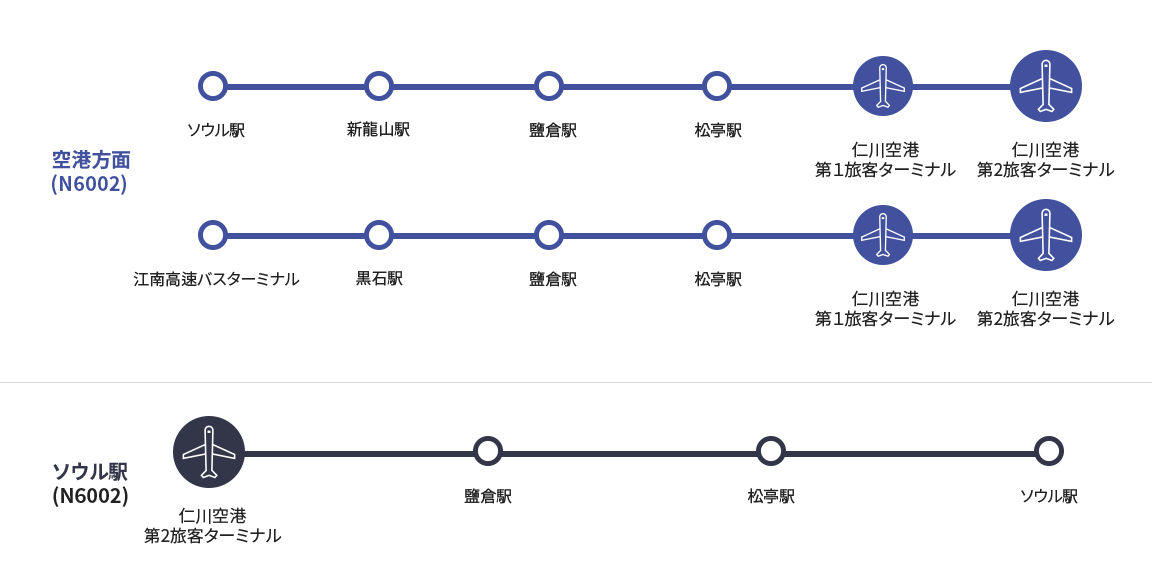 空港方面
(N6002)
ソウル駅
新龍山駅
鹽倉駅
松亭駅
仁川空港
第1旅客ターミナル
仁川空港
第2旅客ターミナル
江南高速バスターミナル
黒石駅
鹽倉駅
松亭駅
仁川空港
第1旅客ターミナル
仁川空港
第2旅客ターミナル
ソウル駅
(N6002)
仁川空港
第2旅客ターミナル
鹽倉駅
松亭駅
ソウル駅